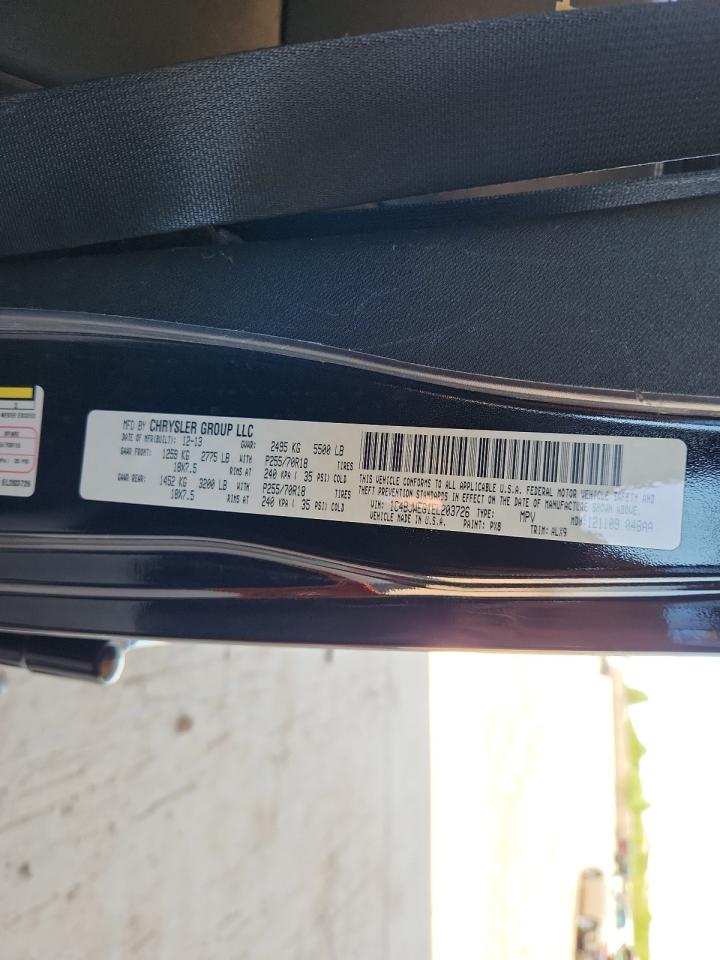 MFD BY CHRYSLER GROUP LLC
DATE OF MFR(BUILT): 12-13 GVWR: 2495 KG 5500 LB
GAWR FRONT: 1259 KG 2775 LB WITH P255/70R18 TIRES
18X7.5 RIMS AT 240 KPA ( 35 PSI) COLD
GAWR REAR: 1452 KG 3200 LB WITH P255/70R18 TIRES
18X7.5 RIMS AT 240 KPA ( 35 PSI) COLD
THIS VEHICLE CONFORMS TO ALL APPLICABLE U.S.A. FEDERAL MOTOR VEHICLE SAFETY AND
THEFT PREVENTION STANDARDS IN EFFECT ON THE DATE OF MANUFACTURE SHOWN ABOVE.
VIN: TYPE: MPV MDH: 121109 048AA
VEHICLE MADE IN U.S.A. PAINT: PX8 TRIM: ALX9